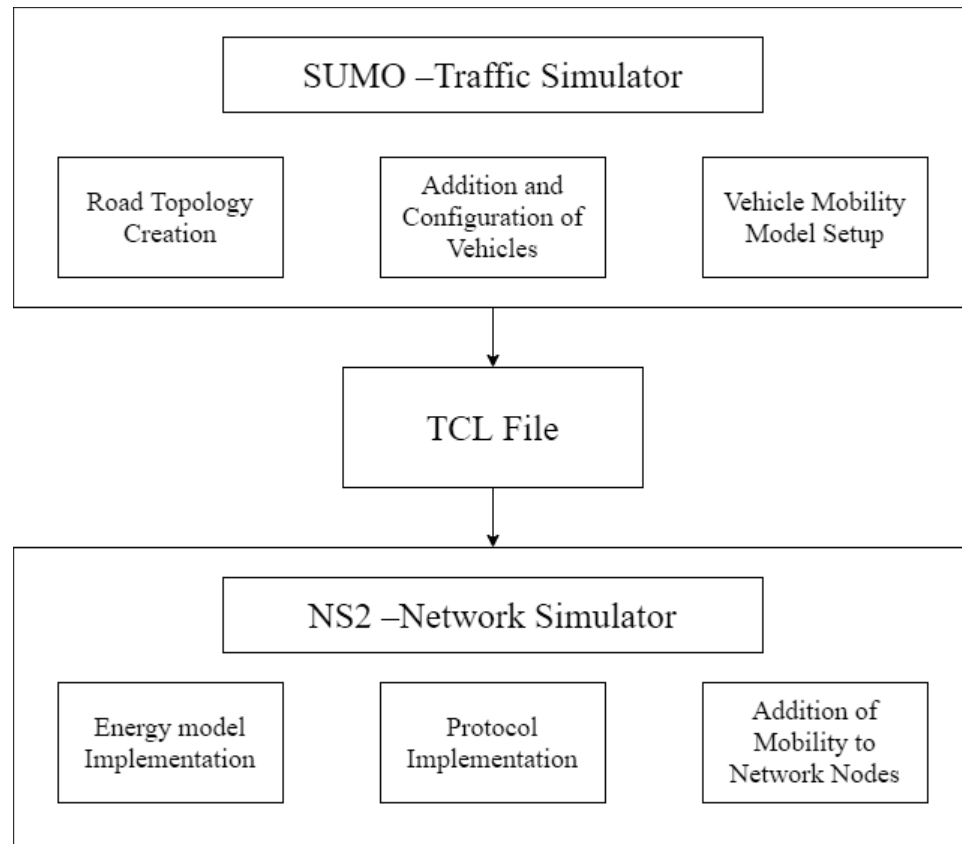 SUMO –Traffic Simulator
Road Topology
Creation
Addition and
Configuration of
Vehicles
Vehicle Mobility
Model Setup
TCL File
NS2 –Network Simulator
Energy model
Implementation
Protocol
Implementation
Addition of
Mobility to
Network Nodes